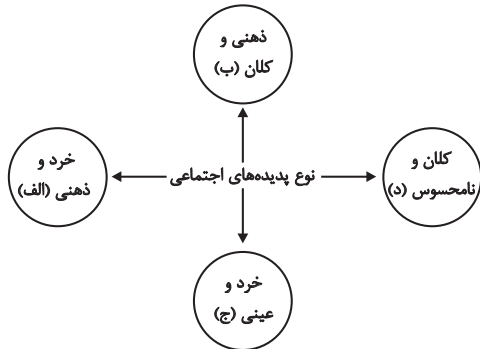 ذهنی و
کلان (ب)
کلان و
نامحسوس (د)
نوع پدیده‌های اجتماعی
خرد و
ذهنی (الف)
خرد و
عینی (ج)